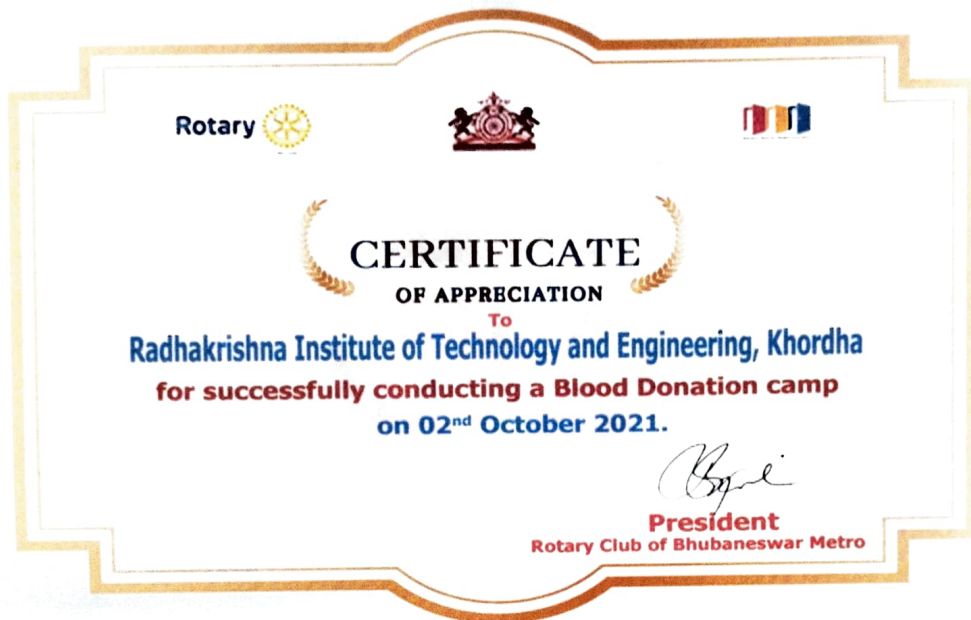 Rotary
CERTIFICATE
OF APPRECIATION
To
Radhakrishna Institute of Technology and Engineering, Khordha
for successfully conducting a Blood Donation camp
on 02nd October 2021.
President
Rotary Club of Bhubaneswar Metro